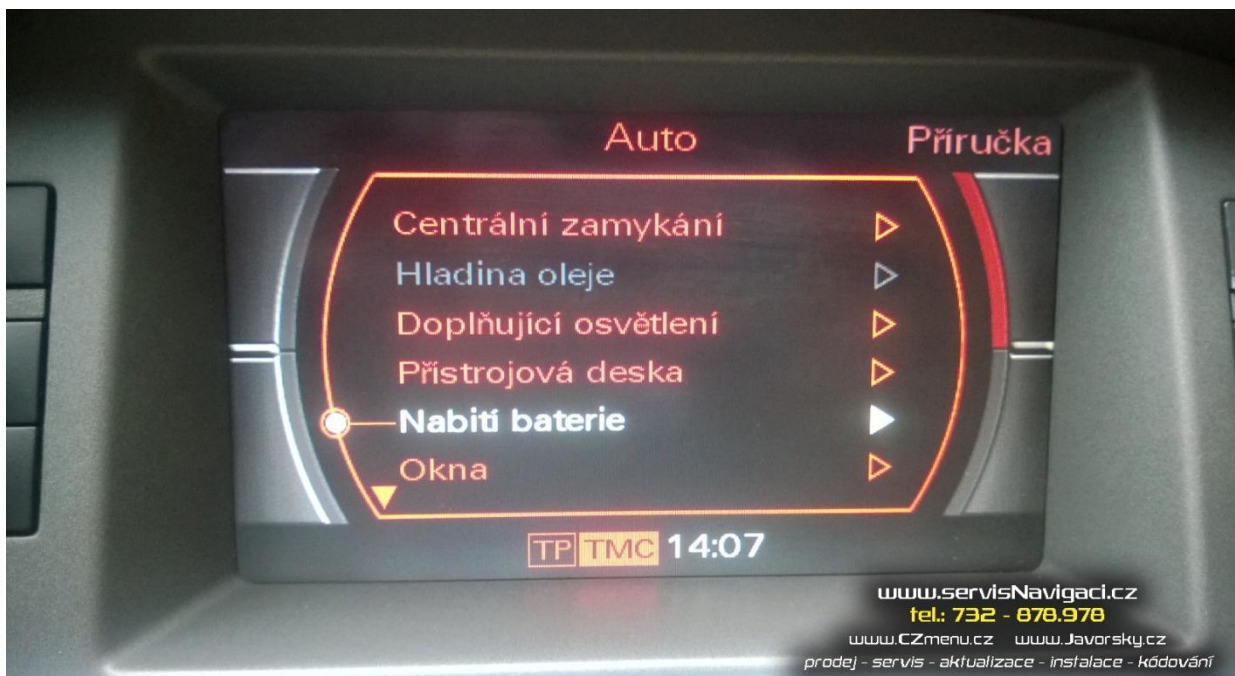 Auto
Příručka
Centrální zamykání
Hladina oleje
Doplňující osvětlení
Přístrojová deska
Nabití baterie
Okna
TP TMC 14:07
www.servisNavigaci.cz
tel.: 732 - 878.978
www.CZmenu.cz www.Javorsky.cz
prodej - servis - aktualizace - instalace - kódování